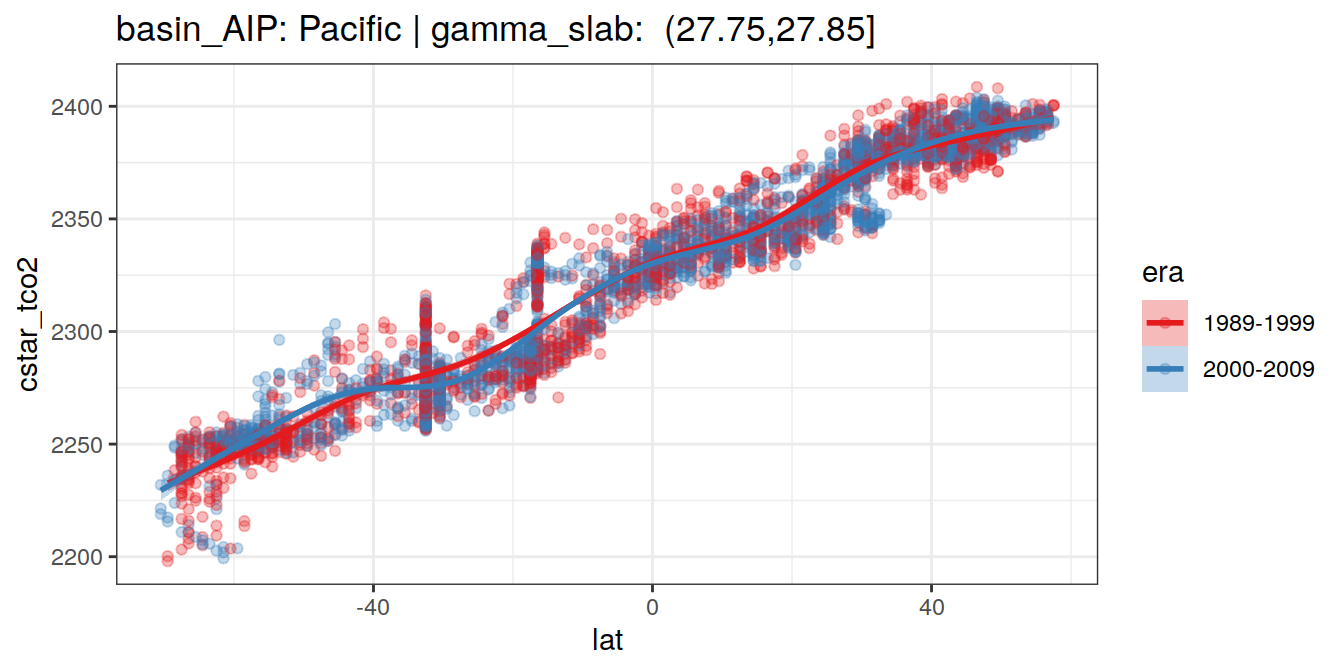 basin_AIP: Pacific | gamma_slab:  (27.75,27.85]
2400
2350
2300
2250
2200
cstar_tco2
-40 0 40
lat
era
1989-1999
2000-2009